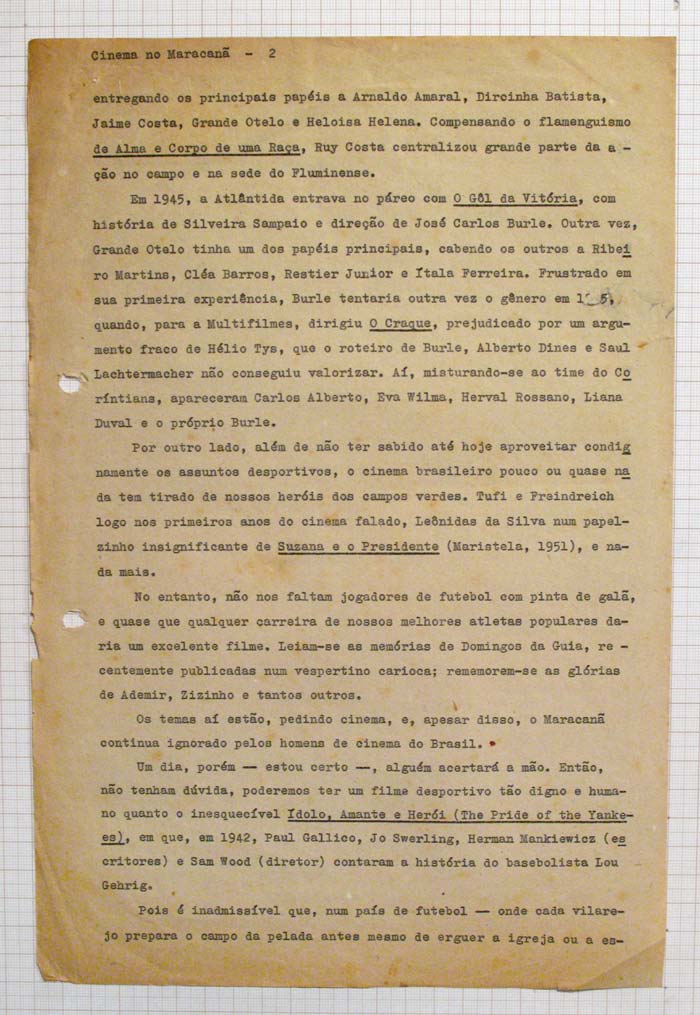 Cinema no Maracanã - 2
entregando os principais papéis a Arnaldo Amaral, Dircinha Batista,
Jaime Costa, Grande Otelo e Heloisa Helena. Compensando o flamenguismo
de Alma e Corpo de uma Raça, Ruy Costa centralizou grande parte da a -
ção no campo e na sede do Fluminense.
Em 1945, a Atlântida entrava no páreo com O Gôl da Vitória, com
história de Silveira Sampaio e direção de José Carlos Burle. Outra vez,
Grande Otelo tinha um dos papéis principais, cabendo os outros a Ribei
ro Martins, Cléa Barros, Restier Junior e Ítala Ferreira. Frustrado em
sua primeira experiência, Burle tentaria outra vez o gênero em
quando, para a Multifilmes, dirigiu O Craque, prejudicado por um argu-
mento fraco de Hélio Tys, que o roteiro de Burle, Alberto Dines e Saul
Lachtermacher não conseguiu valorizar. Aí, misturando-se ao time do Co
ríntians, apareceram Carlos Alberto, Eva Wilma, Herval Rossano, Liana
Duval e o próprio Burle.
Por outro lado, além de não ter sabido até hoje aproveitar condig
namente os assuntos desportivos, o cinema brasileiro pouco ou quase na
da tem tirado de nossos heróis dos campos verdes. Tufi e Freindreich
logo nos primeiros anos do cinema falado, Leônidas da Silva num papel-
zinho insignificante de Suzana e o Presidente (Maristela, 1951), e na-
da mais.
No entanto, não nos faltam jogadores de futebol com pinta de galã,
e quase que qualquer carreira de nossos melhores atletas populares da-
ria um excelente filme. Leiam-se as memórias de Domingos da Guia, re -
centemente publicadas num vespertino carioca; rememorem-se as glórias
de Ademir, Zizinho e tantos outros.
Os temas aí estão, pedindo cinema, e, apesar disso, o Maracanã
continua ignorado pelos homens de cinema do Brasil.
Um dia, porém — estou certo —, alguém acertará a mão. Então,
não tenham dúvida, poderemos ter um filme desportivo tão digno e huma-
no quanto o inesquecível Ídolo, Amante e Herói (The Pride of the Yanke-
es), em que, em 1942, Paul Gallico, Jo Swerling, Herman Mankiewicz (es
critores) e Sam Wood (diretor) contaram a história do basebolista Lou
Gehrig.
Pois é inadmissível que, num país de futebol — onde cada vilare-
jo prepara o campo da pelada antes mesmo de erguer a igreja ou a es-